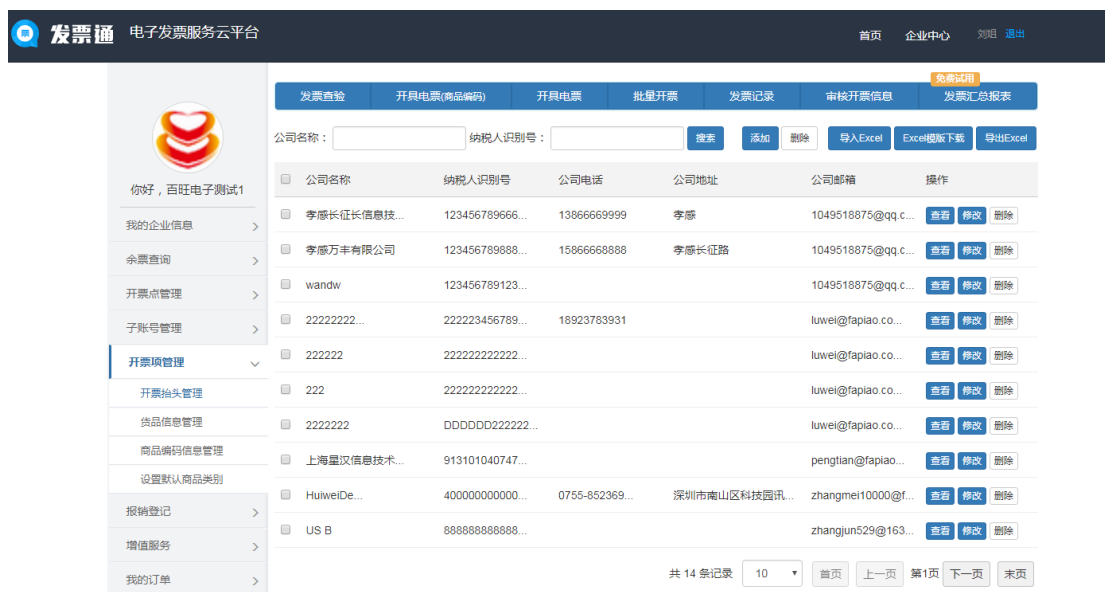 发票通 电子发票服务云平台 首页 企业中心 刘姐 退出
免费试用
发票查验 开具电票(商品编码) 开具电票 批量开票 发票记录 审核开票信息 发票汇总报表
公司名称： 纳税人识别号： 搜索 添加 删除 导入Excel Excel模版下载 导出Excel
你好，百旺电子测试1
我的企业信息
余票查询
开票点管理
子账号管理
开票项管理
开票抬头管理
货品信息管理
商品编码信息管理
设置默认商品类别
报销登记
增值服务
我的订单
公司名称 纳税人识别号 公司电话 公司地址 公司邮箱 操作
孝感长征长信息技... 123456789666... 13866669999 孝感 1049518875@qq.c... 查看 修改 删除
孝感万丰有限公司 123456789888... 15866668888 孝感长征路 1049518875@qq.c... 查看 修改 删除
wandw 123456789123... 1049518875@qq.c... 查看 修改 删除
22222222... 222223456789... 18923783931 luwei@fapiao.co... 查看 修改 删除
222222 222222222222... luwei@fapiao.co... 查看 修改 删除
222 222222222222... luwei@fapiao.co... 查看 修改 删除
2222222 DDDDDD222222... luwei@fapiao.co... 查看 修改 删除
上海星汉信息技术... 913101040747... pengtian@fapiao... 查看 修改 删除
HuiweiDe... 400000000000... 0755-852369... 深圳市南山区科技园讯... zhangmei10000@f... 查看 修改 删除
US B 888888888888... zhangjun529@163... 查看 修改 删除
共 14 条记录 10 首页 上一页 第1页 下一页 末页